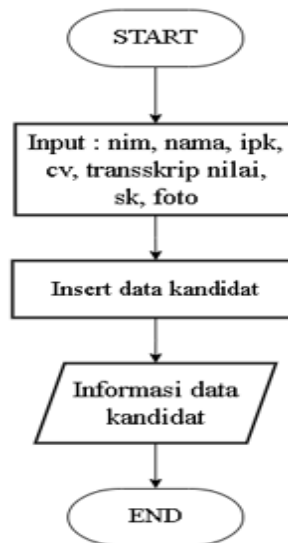 START
Input : nim, nama, ipk,
cv, transskrip nilai,
sk, foto
Insert data kandidat
Informasi data
kandidat
END